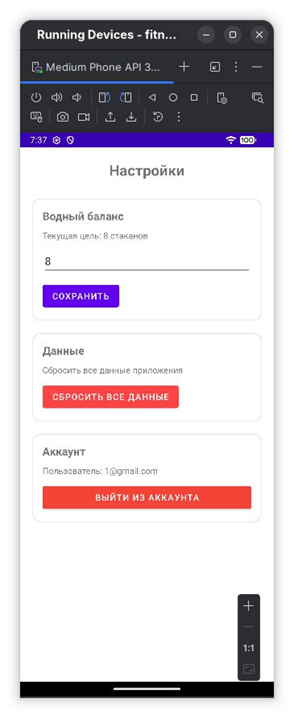 Running Devices - fitn...
Medium Phone API 3...
7:37
100
Настройки
Водный баланс
Текущая цель: 8 стаканов
8
СОХРАНИТЬ
Данные
Сбросить все данные приложения
СБРОСИТЬ ВСЕ ДАННЫЕ
Аккаунт
Пользователь: 1@gmail.com
ВЫЙТИ ИЗ АККАУНТА
1:1